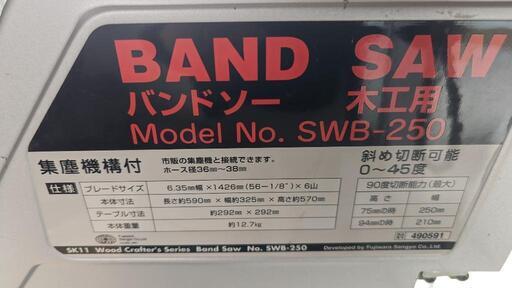 BAND SAW
バンドソー 木工用
Model No. SWB-250
集塵機構付
市販の集塵機と接続できます。
ホース径36mm～38mm
斜め切断可能
0～45度
仕様
ブレードサイズ 6.35mm幅×1426mm(56-1/8")×6山
本体寸法 長さ約590mm×幅約325mm×高さ約570mm
テーブル寸法 約292mm×292mm
本体重量 約12.7kg
90度切断能力(最大)
高さ 幅
75mmの時 250mm
94mmの時 210mm
490591
SK11 Wood Crafter's Series Band Saw No. SWB-250
Developed by Fujiwara Sangyo Co.,Ltd.